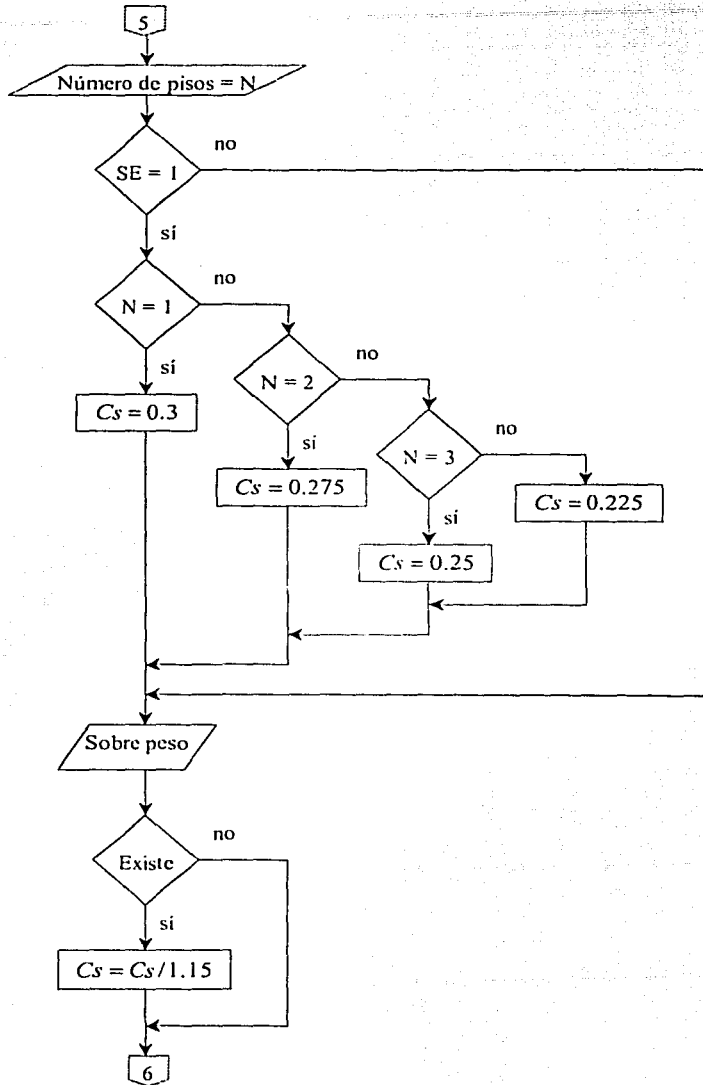 5
Número de pisos = N
no
SE = 1
sí
no
N = 1
no
sí
N = 2
Cs = 0.3
no
sí
N = 3
Cs = 0.275
Cs = 0.225
sí
Cs = 0.25
Sobre peso
no
Existe
sí
Cs = Cs/1.15
6